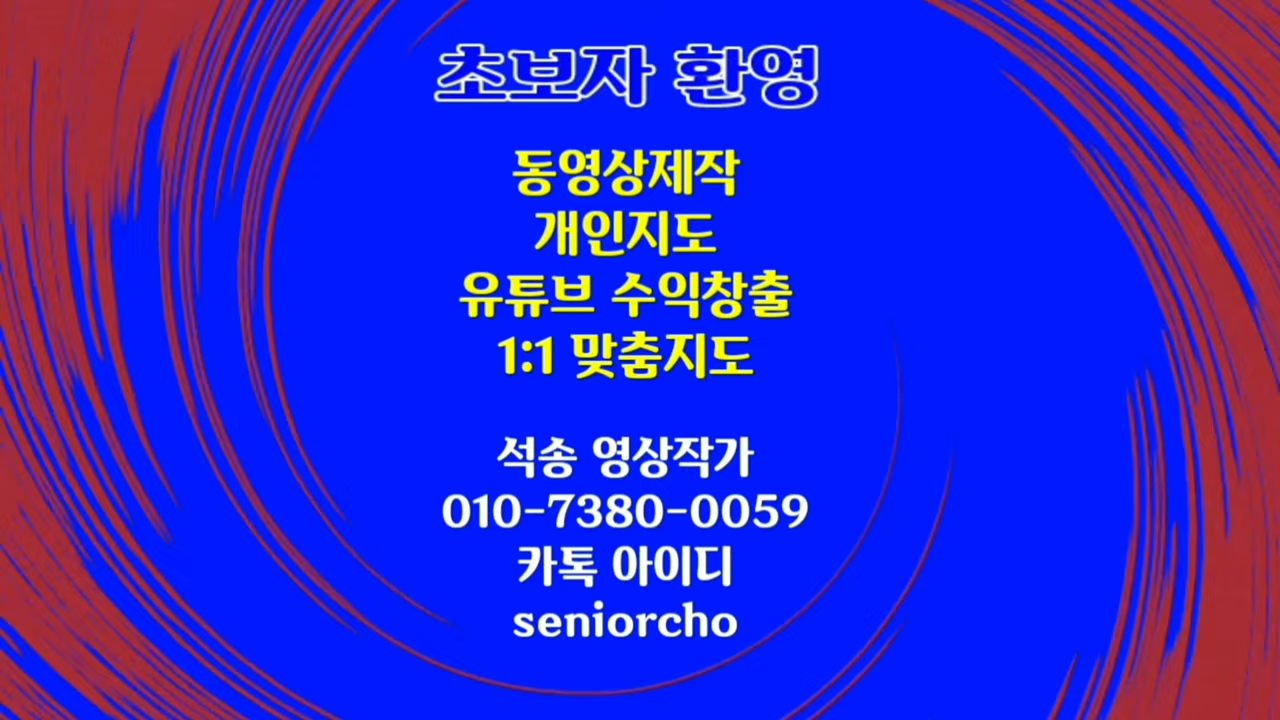 초보자 환영
동영상제작
개인지도
유튜브 수익창출
1:1 맞춤지도
석송 영상작가
010-7380-0059
카톡 아이디
seniorcho